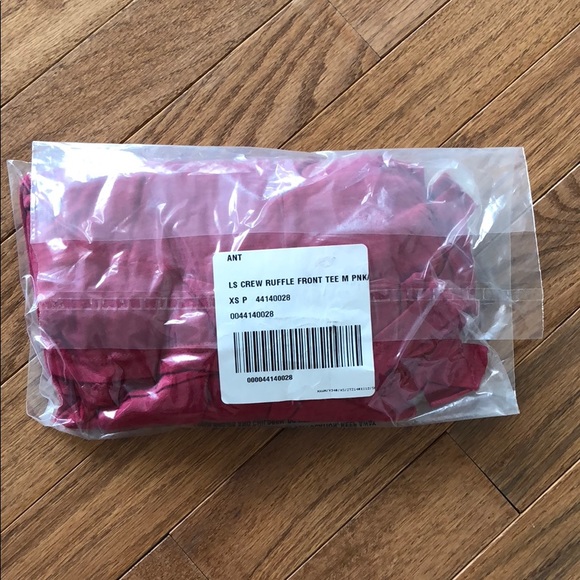 ANT
LS CREW RUFFLE FRONT TEE M PNK/
XS P 44140028
0044140028
000044140028